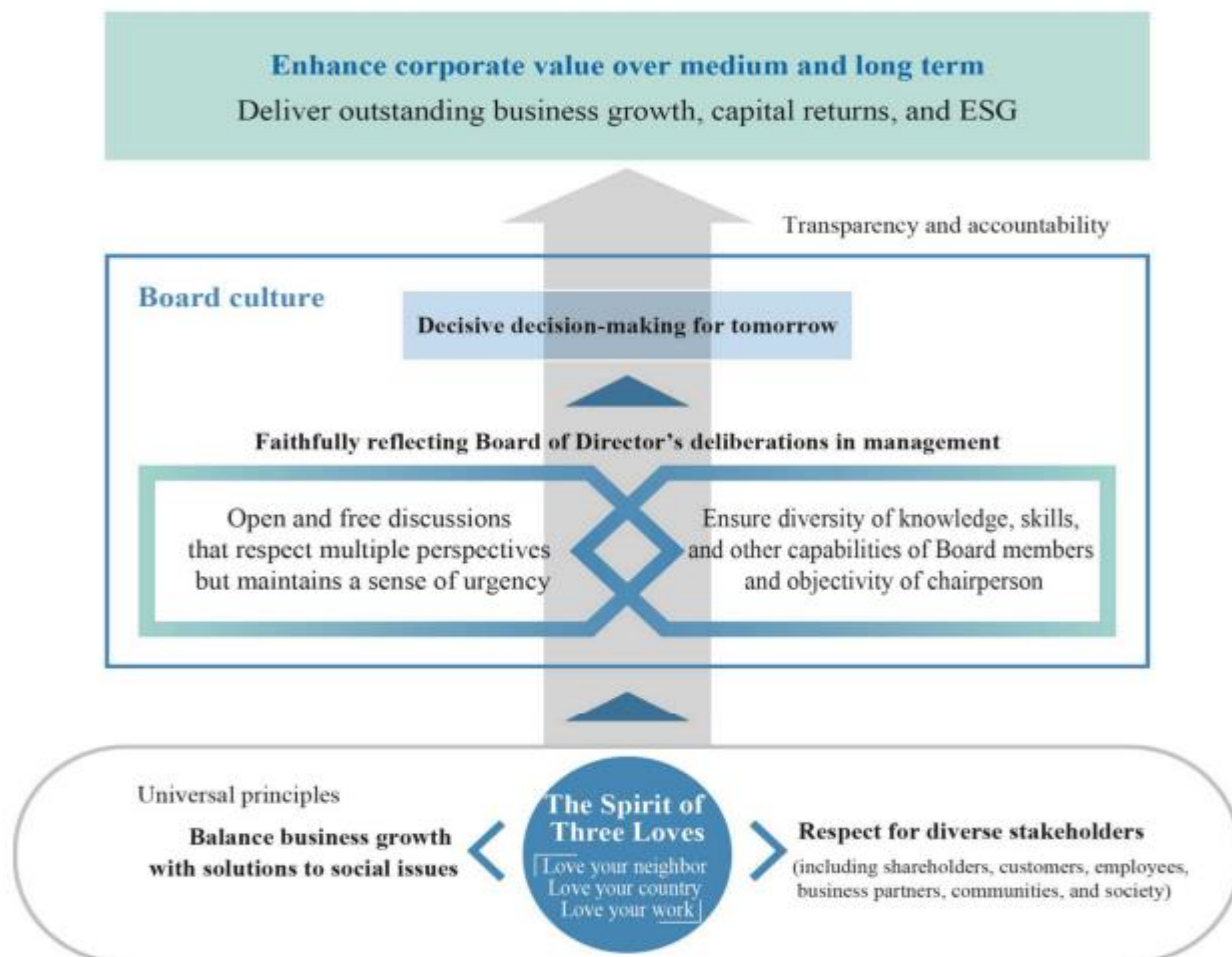 Enhance corporate value over medium and long term
Deliver outstanding business growth, capital returns, and ESG
Transparency and accountability
Board culture
Decisive decision-making for tomorrow
Faithfully reflecting Board of Director's deliberations in management
Open and free discussions
that respect multiple perspectives
but maintains a sense of urgency
Ensure diversity of knowledge, skills,
and other capabilities of Board members
and objectivity of chairperson
Universal principles
Balance business growth
with solutions to social issues
The Spirit of
Three Loves
Love your neighbor
Love your country
Love your work
Respect for diverse stakeholders
(including shareholders, customers, employees,
business partners, communities, and society)